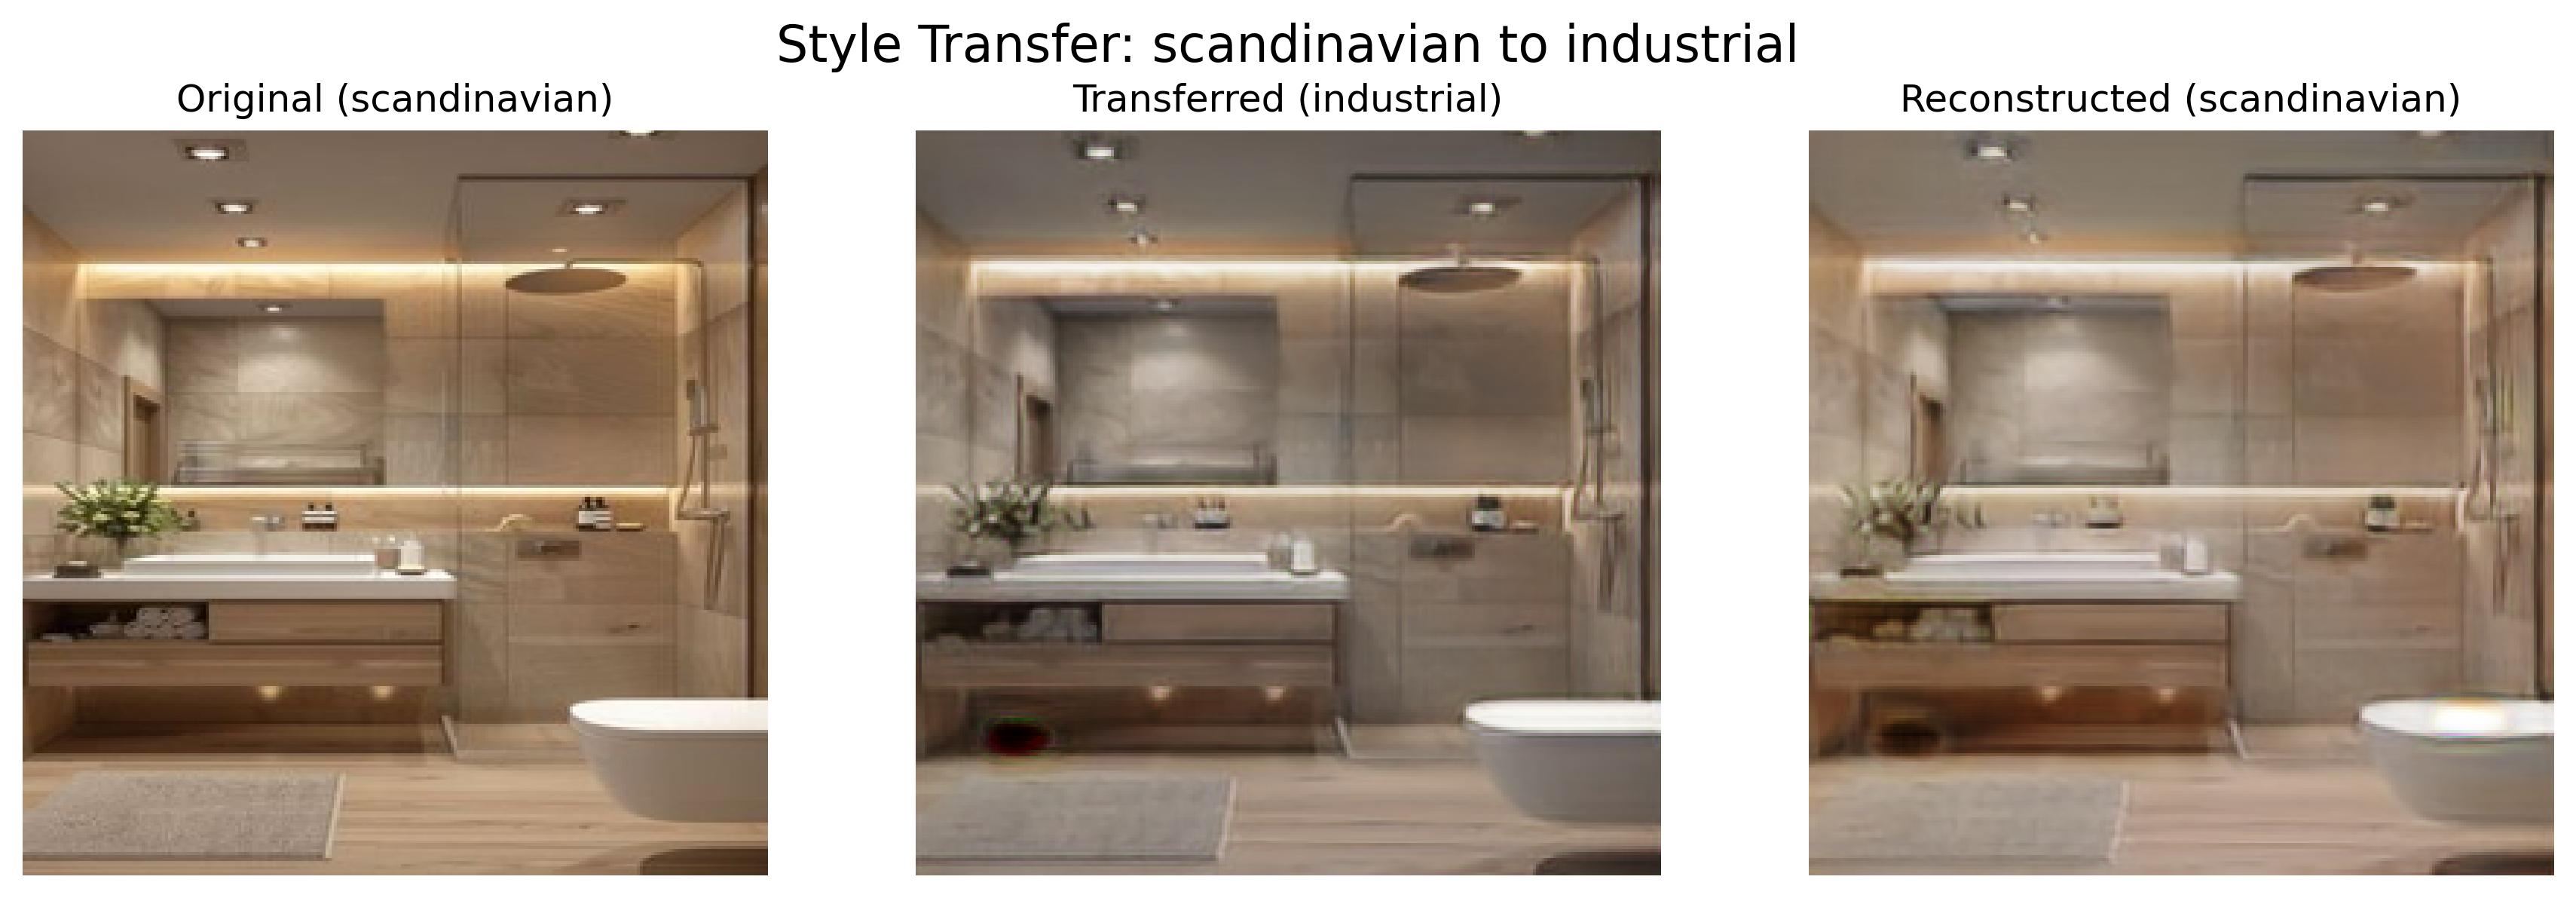 Style Transfer: scandinavian to industrial
Original (scandinavian)
Transferred (industrial)
Reconstructed (scandinavian)